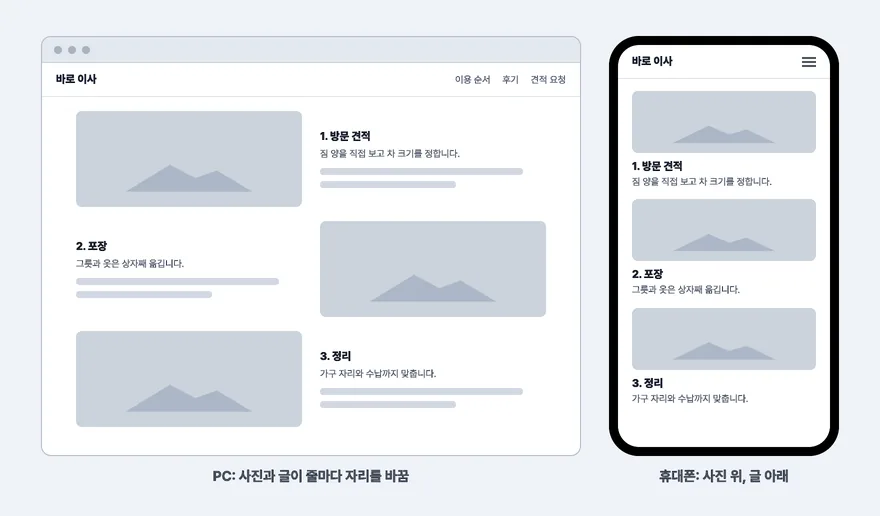 바로 이사
이용 순서 후기 견적 요청
1. 방문 견적
짐 양을 직접 보고 차 크기를 정합니다.
2. 포장
그릇과 옷은 상자째 옮깁니다.
3. 정리
가구 자리와 수납까지 맞춥니다.
PC: 사진과 글이 줄마다 자리를 바꿈
바로 이사
1. 방문 견적
짐 양을 직접 보고 차 크기를 정합니다.
2. 포장
그릇과 옷은 상자째 옮깁니다.
3. 정리
가구 자리와 수납까지 맞춥니다.
휴대폰: 사진 위, 글 아래